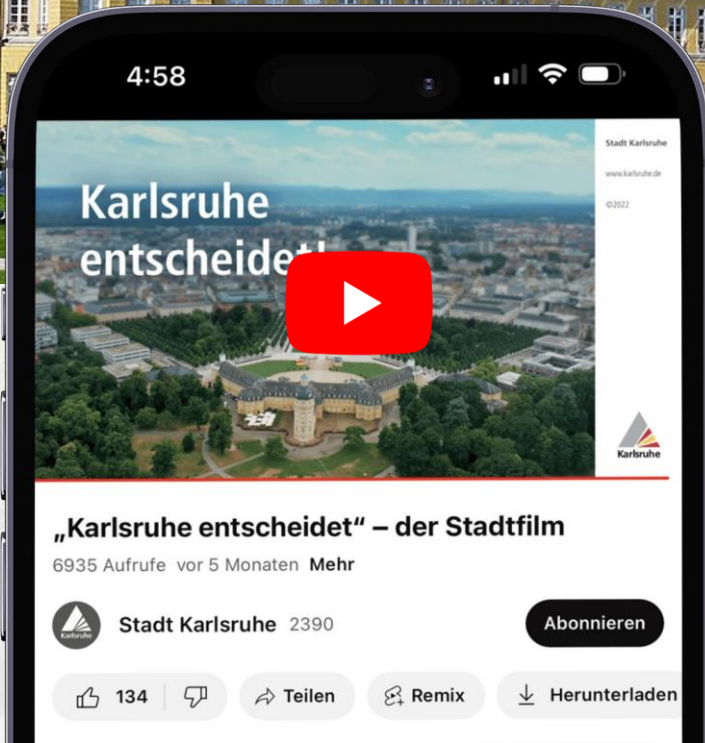 4:58
Stadt Karlsruhe
www.karlsruhe.de
©2022
Karlsruhe
entscheidet!
Karlsruhe
„Karlsruhe entscheidet“ – der Stadtfilm
6935 Aufrufe vor 5 Monaten Mehr
Karlsruhe
Stadt Karlsruhe 2390
Abonnieren
134
Teilen
Remix
Herunterladen